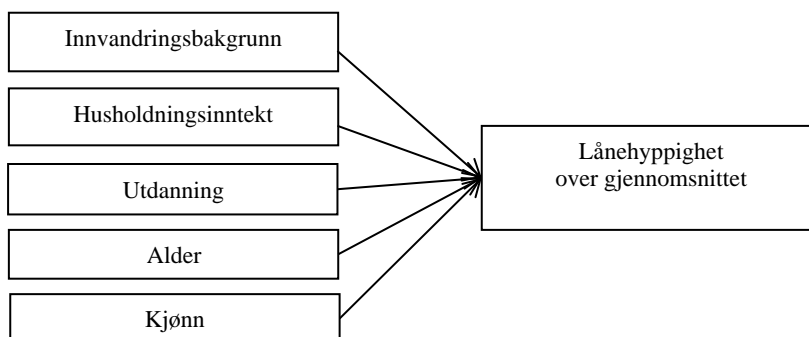 Innvandringsbakgrunn
Husholdningsinntekt
Utdanning
Alder
Kjønn
Lånehyppighet
over gjennomsnittet